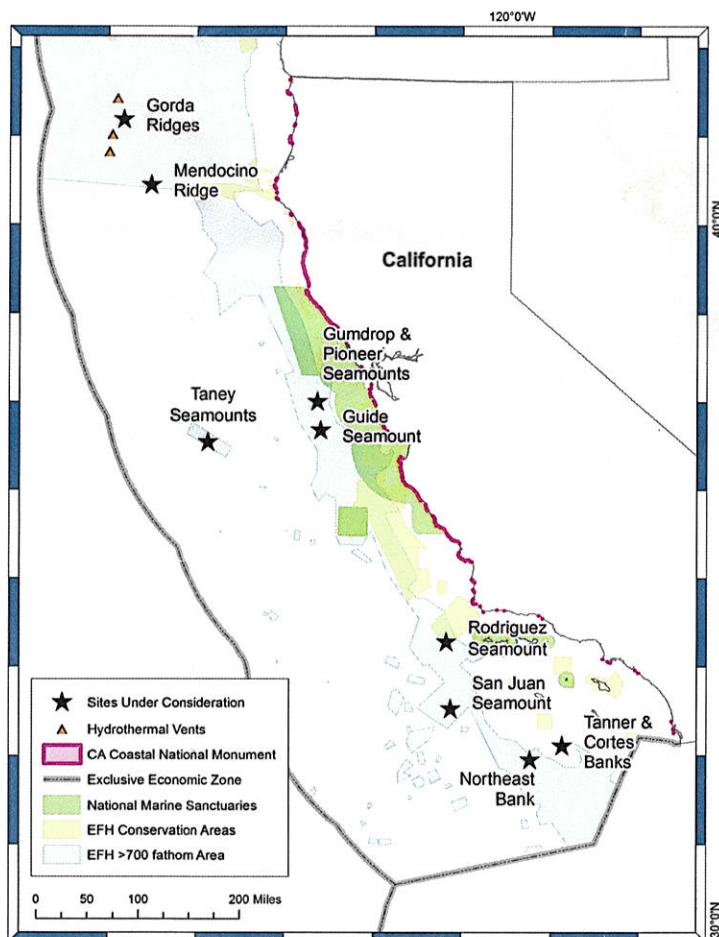 120°0'W
Gorda
Ridges
Mendocino
Ridge
40°0'N
California
Gumdrop &
Pioneer
Seamounts
Taney
Seamounts
Guide
Seamount
Rodriguez
Seamount
San Juan
Seamount
Tanner &
Cortes
Banks
Northeast
Bank
Sites Under Consideration
Hydrothermal Vents
CA Coastal National Monument
Exclusive Economic Zone
National Marine Sanctuaries
EFH Conservation Areas
EFH >700 fathom Area
0 50 100 200 Miles
30°0'N